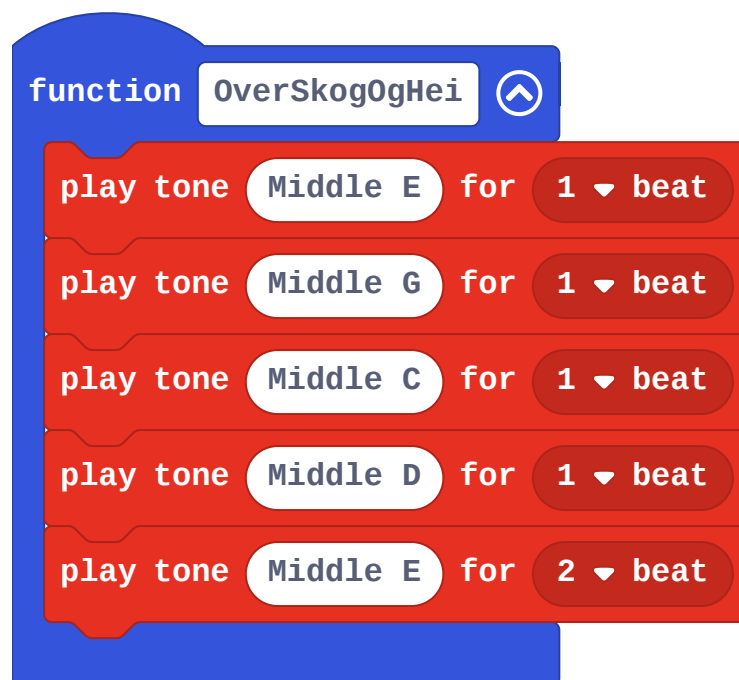 function OverSkogOgHei
play tone Middle E for 1 beat
play tone Middle G for 1 beat
play tone Middle C for 1 beat
play tone Middle D for 1 beat
play tone Middle E for 2 beat